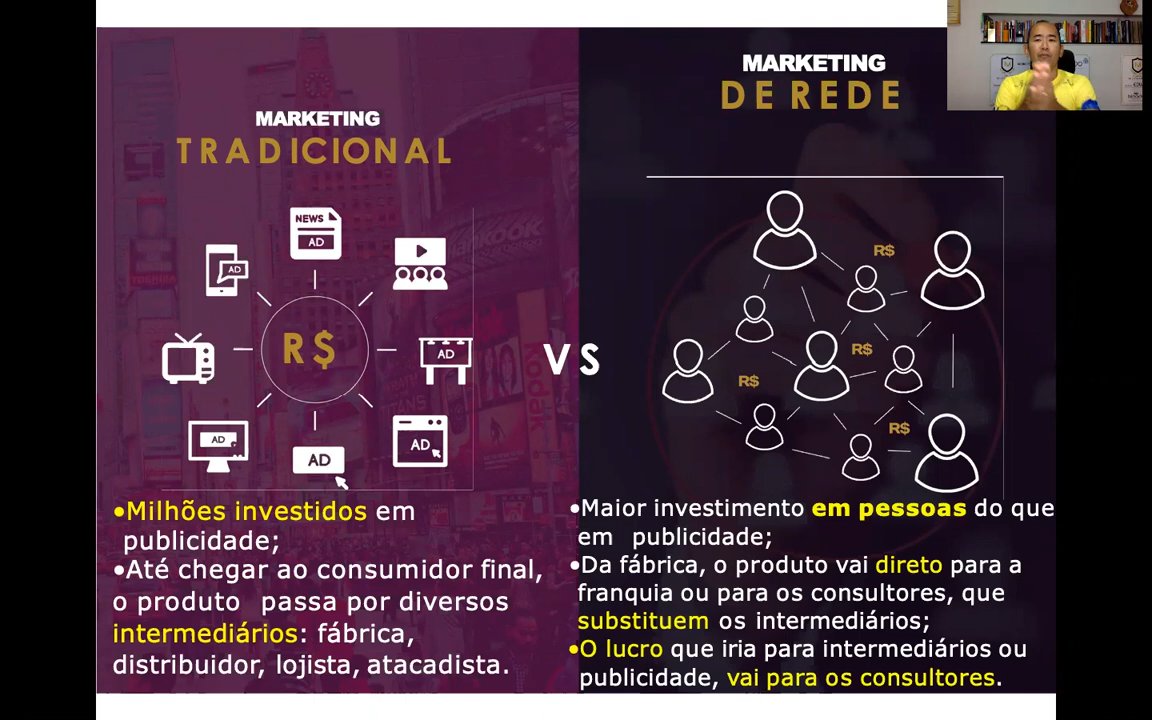 MARKETING
TRADICIONAL
NEWS
AD
AD
R$
AD
AD
AD
AD
•Milhões investidos em
publicidade;
•Até chegar ao consumidor final,
o produto passa por diversos
intermediários: fábrica,
distribuidor, lojista, atacadista.
VS
MARKETING
DE REDE
R$
R$
R$
R$
•Maior investimento em pessoas do que
em publicidade;
•Da fábrica, o produto vai direto para a
franquia ou para os consultores, que
substituem os intermediários;
•O lucro que iria para intermediários ou
publicidade, vai para os consultores.